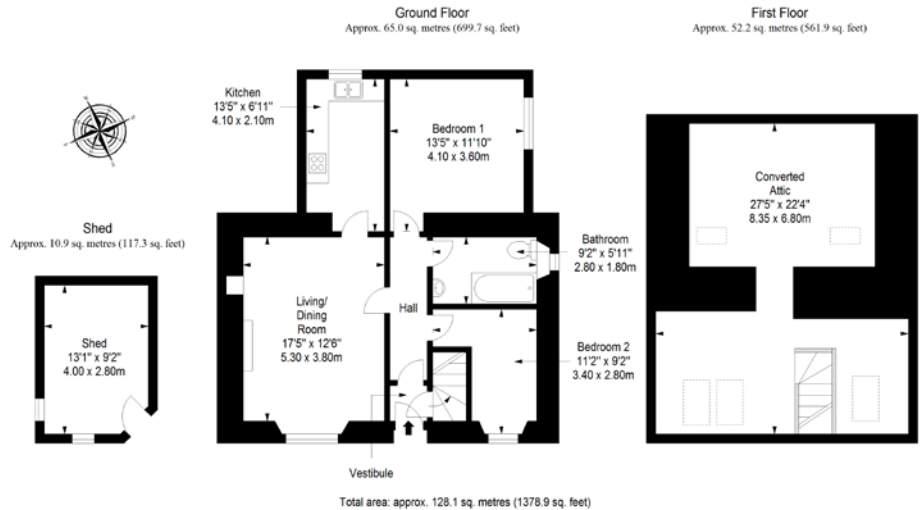 Ground Floor
Approx. 65.0 sq. metres (699.7 sq. feet)
First Floor
Approx. 52.2 sq. metres (561.9 sq. feet)
Kitchen
13'5" x 6'11"
4.10 x 2.10m
Bedroom 1
13'5" x 11'10"
4.10 x 3.60m
Converted
Attic
27'5" x 22'4"
8.35 x 6.80m
Shed
Approx. 10.9 sq. metres (117.3 sq. feet)
Bathroom
9'2" x 5'11"
2.80 x 1.80m
Living/
Dining
Room
17'5" x 12'6"
5.30 x 3.80m
Hall
Shed
13'1" x 9'2"
4.00 x 2.80m
Bedroom 2
11'2" x 9'2"
3.40 x 2.80m
Vestibule
Total area: approx. 128.1 sq. metres (1378.9 sq. feet)